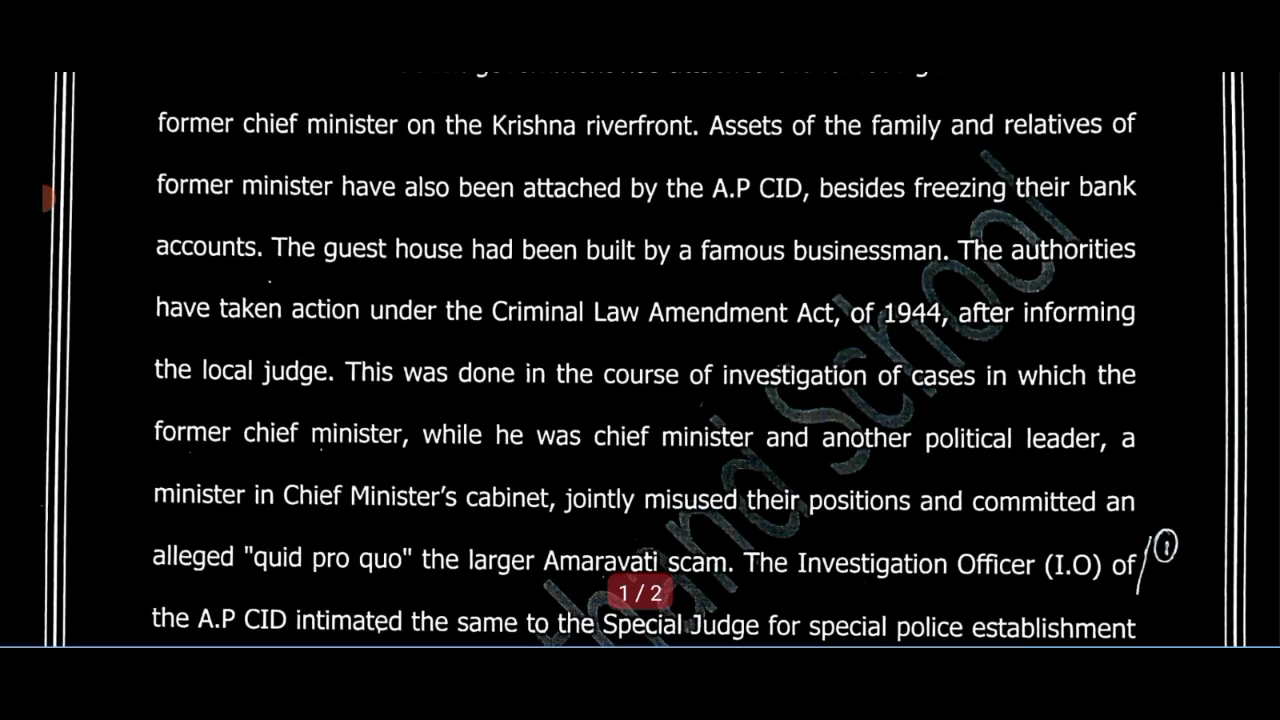 former chief minister on the Krishna riverfront. Assets of the family and relatives of
former minister have also been attached by the A.P CID, besides freezing their bank
accounts. The guest house had been built by a famous businessman. The authorities
have taken action under the Criminal Law Amendment Act, of 1944, after informing
the local judge. This was done in the course of investigation of cases in which the
former chief minister, while he was chief minister and another political leader, a
minister in Chief Minister's cabinet, jointly misused their positions and committed an
alleged "quid pro quo" the larger Amaravati scam. The Investigation Officer (I.O) of
1
1 / 2
the A.P CID intimated the same to the Special Judge for special police establishment
School